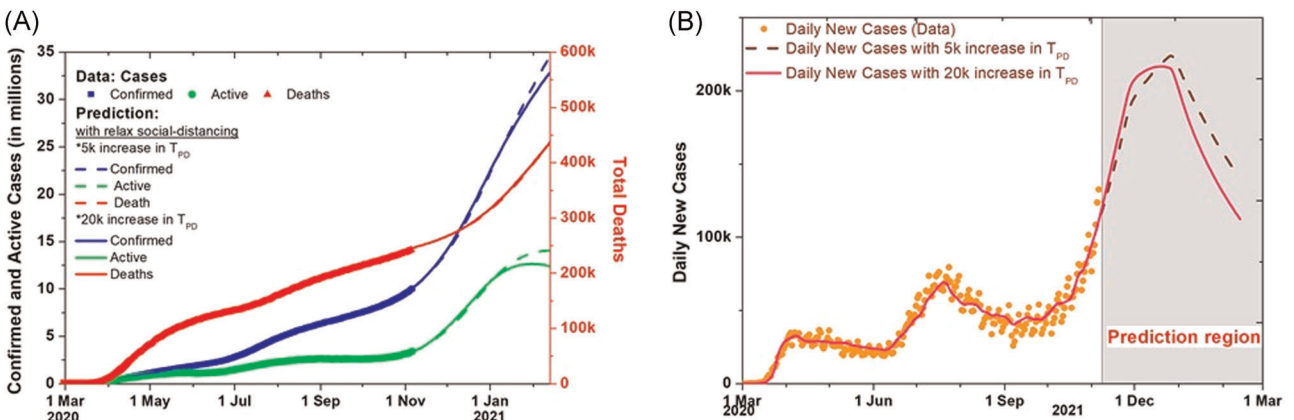 (A)
Confirmed and Active Cases (in millions)
35
30
25
20
15
10
5
0
Data: Cases
Confirmed Active Deaths
Prediction:
with relax social-distancing
*5k increase in T_PD
Confirmed
Active
Death
*20k increase in T_PD
Confirmed
Active
Deaths
600k
500k
400k
300k
200k
100k
0
Total Deaths
1 Mar 1 May 1 Jul 1 Sep 1 Nov 1 Jan
2020 2021
(B)
Daily New Cases
200k
100k
0
Daily New Cases (Data)
Daily New Cases with 5k increase in T_PD
Daily New Cases with 20k increase in T_PD
Prediction region
1 Mar 1 Jun 1 Sep 1 Dec 1 Mar
2020 2021